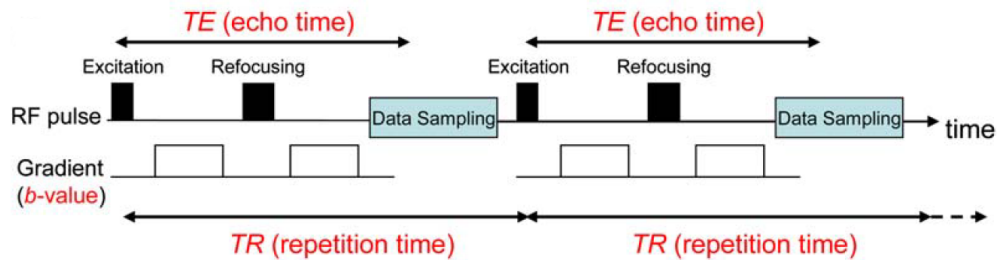 TE (echo time)
TE (echo time)
Excitation
Refocusing
Excitation
Refocusing
RF pulse
Data Sampling
Data Sampling
time
Gradient
(b-value)
TR (repetition time)
TR (repetition time)